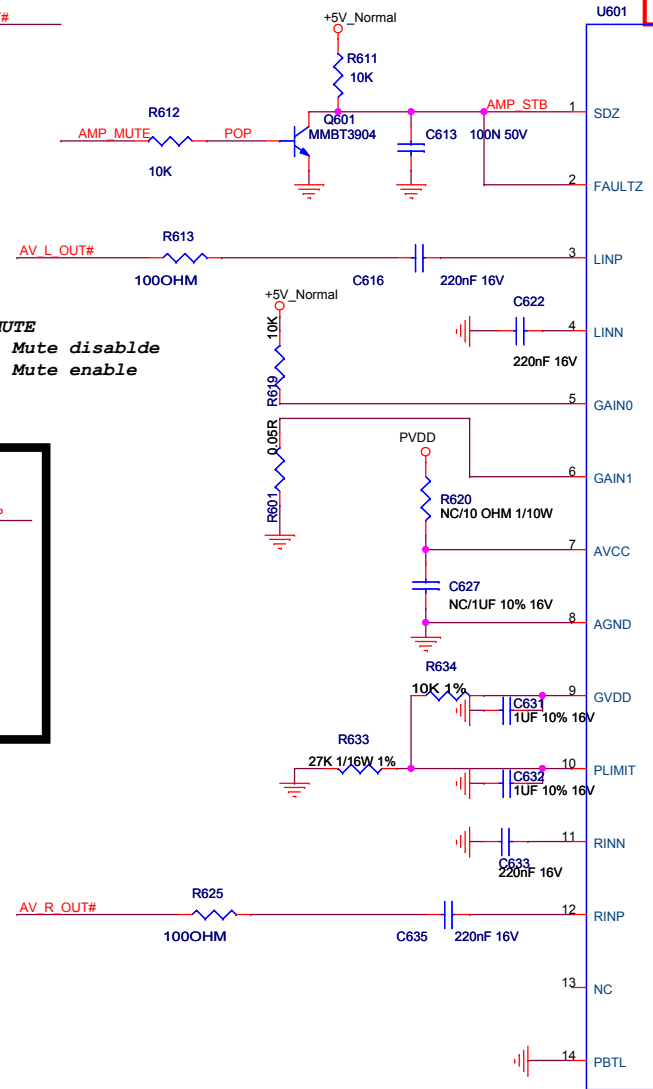 #
U601
+5V_Normal
R611
10K
AMP_STB
1
SDZ
R612
Q601
AMP_MUTE
POP
MMBT3904
C613
100N 50V
10K
2
FAULTZ
R613
AV_L_OUT#
3
LINP
100OHM
C616
220nF 16V
+5V_Normal
C622
MUTE
10K
4
LINN
Mute disablde
220nF 16V
Mute enable
R619
5
GAIN0
0.05R
PVDD
6
GAIN1
R601
R620
NC/10 OHM 1/10W
7
AVCC
C627
NC/1UF 10% 16V
8
AGND
R634
10K 1%
9
GVDD
C631
1UF 10% 16V
R633
27K 1/16W 1%
10
PLIMIT
C632
1UF 10% 16V
11
RINN
C633
220nF 16V
R625
AV_R_OUT#
12
RINP
100OHM
C635
220nF 16V
13
NC
14
PBTL